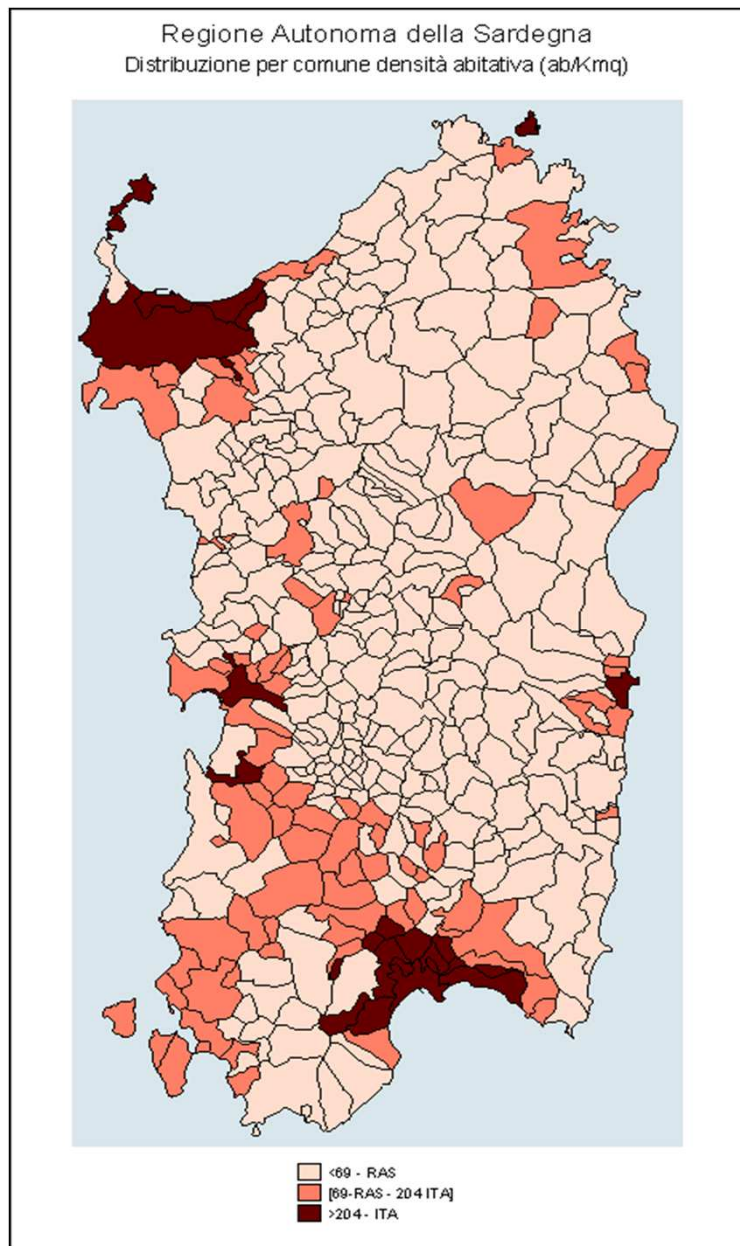 Regione Autonoma della Sardegna
Distribuzione per comune densità abitativa (ab/Kmq)
<69 - RAS
[69-RAS - 204 ITA]
>204 - ITA